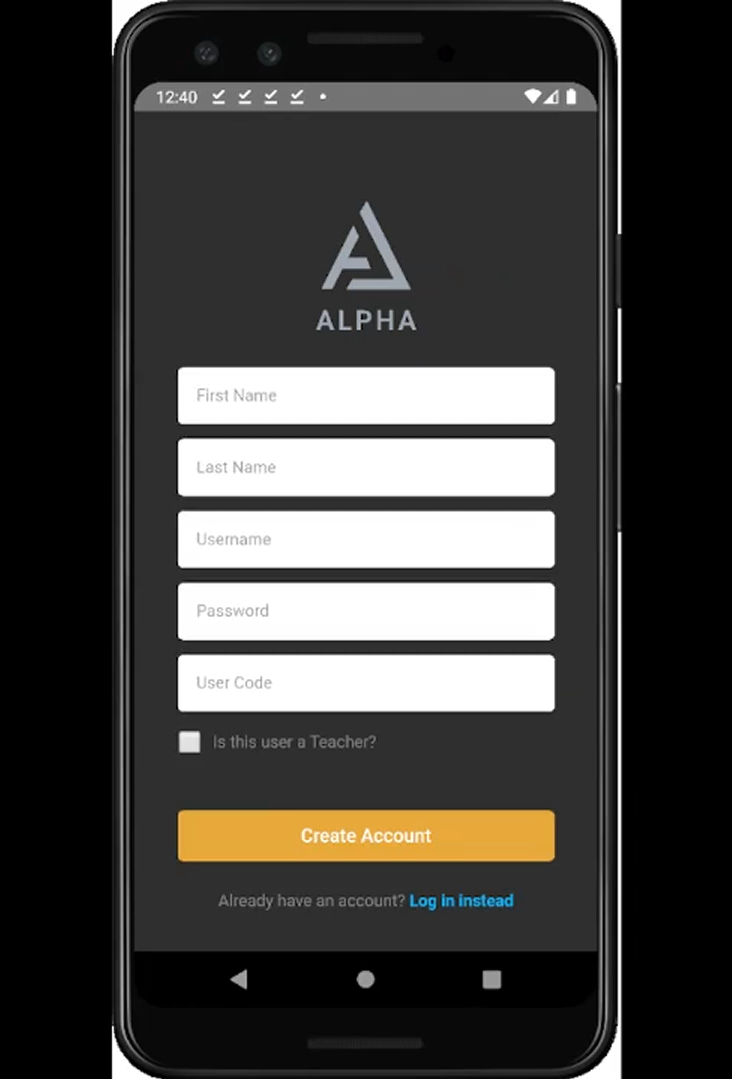 12:40
ALPHA
First Name
Last Name
Username
Password
User Code
Is this user a Teacher?
Create Account
Already have an account? Log in instead